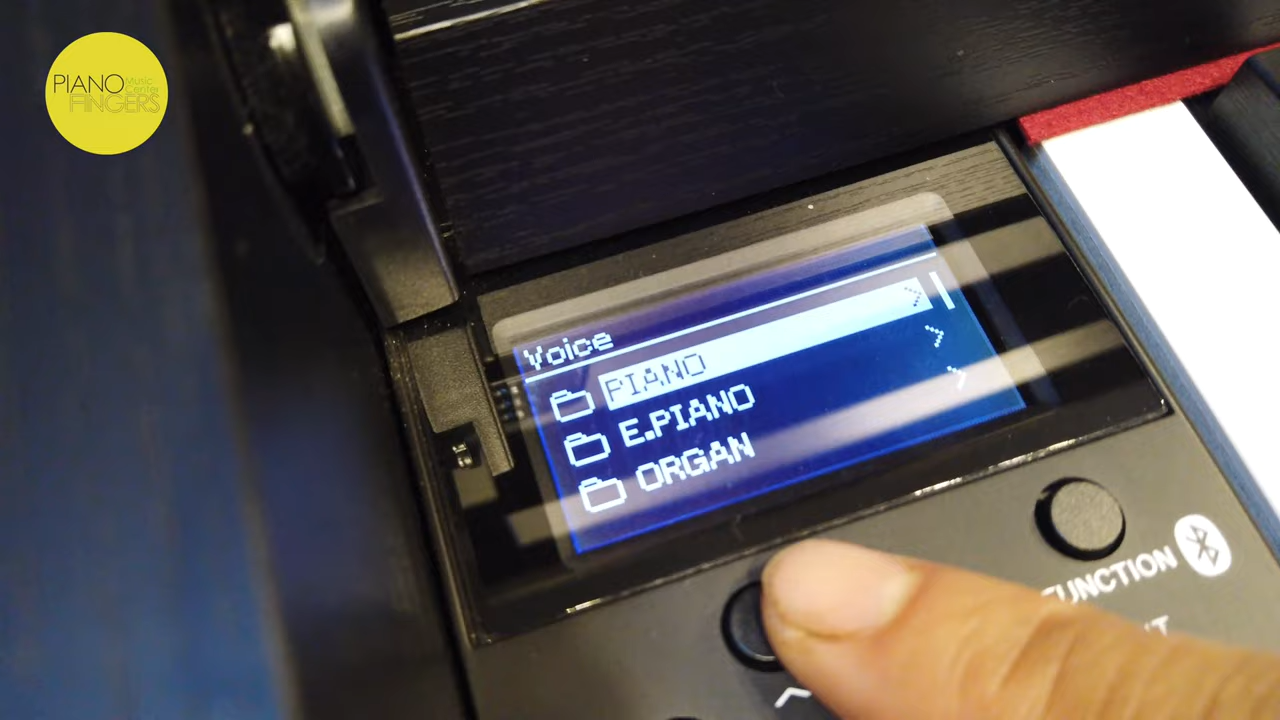 PIANO Music
Center
FINGERS
Voice
PIANO
E.PIANO
ORGAN
FUNCTION